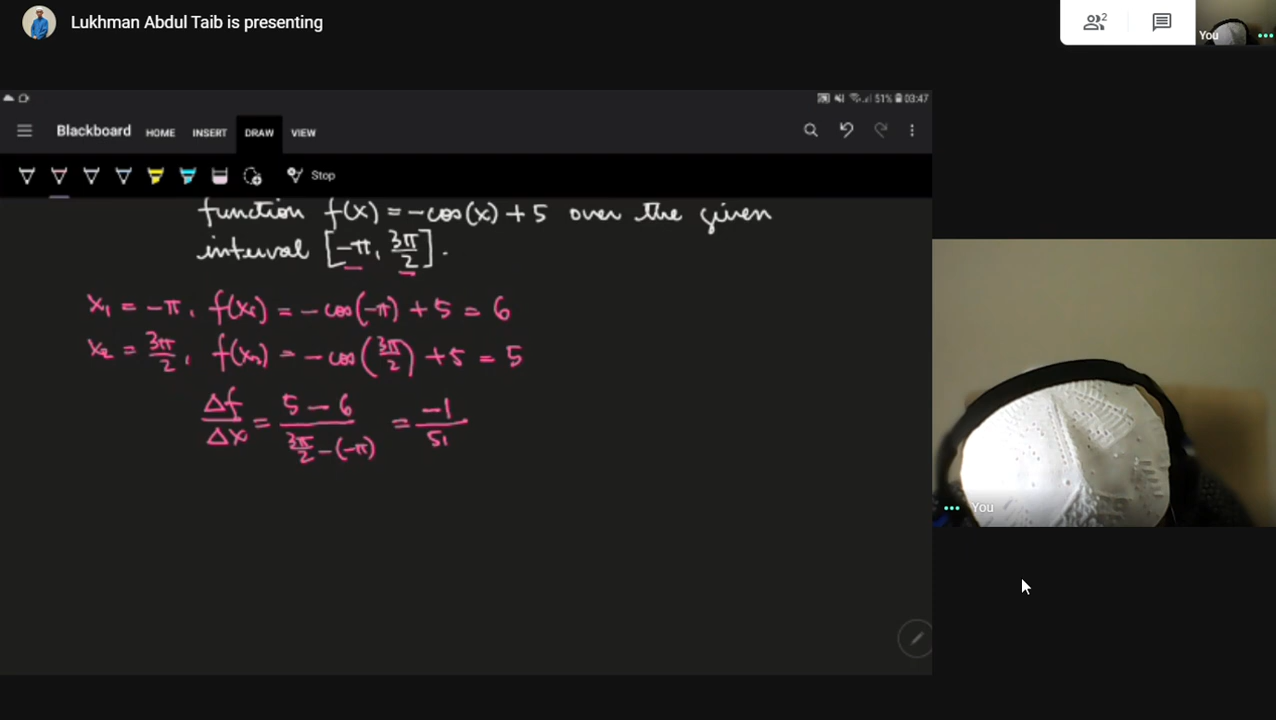 Lukhman Abdul Taib is presenting
2
You
51% 03:47
Blackboard HOME INSERT DRAW VIEW
Stop
function f(x) = -cos(x) + 5 over the given
interval [-π, 3π/2].
x₁ = -π, f(x₁) = -cos(-π) + 5 = 6
x₂ = 3π/2, f(x₂) = -cos(3π/2) + 5 = 5
Δf/Δx = (5 - 6)/(3π/2 - (-π)) = -1/5
You